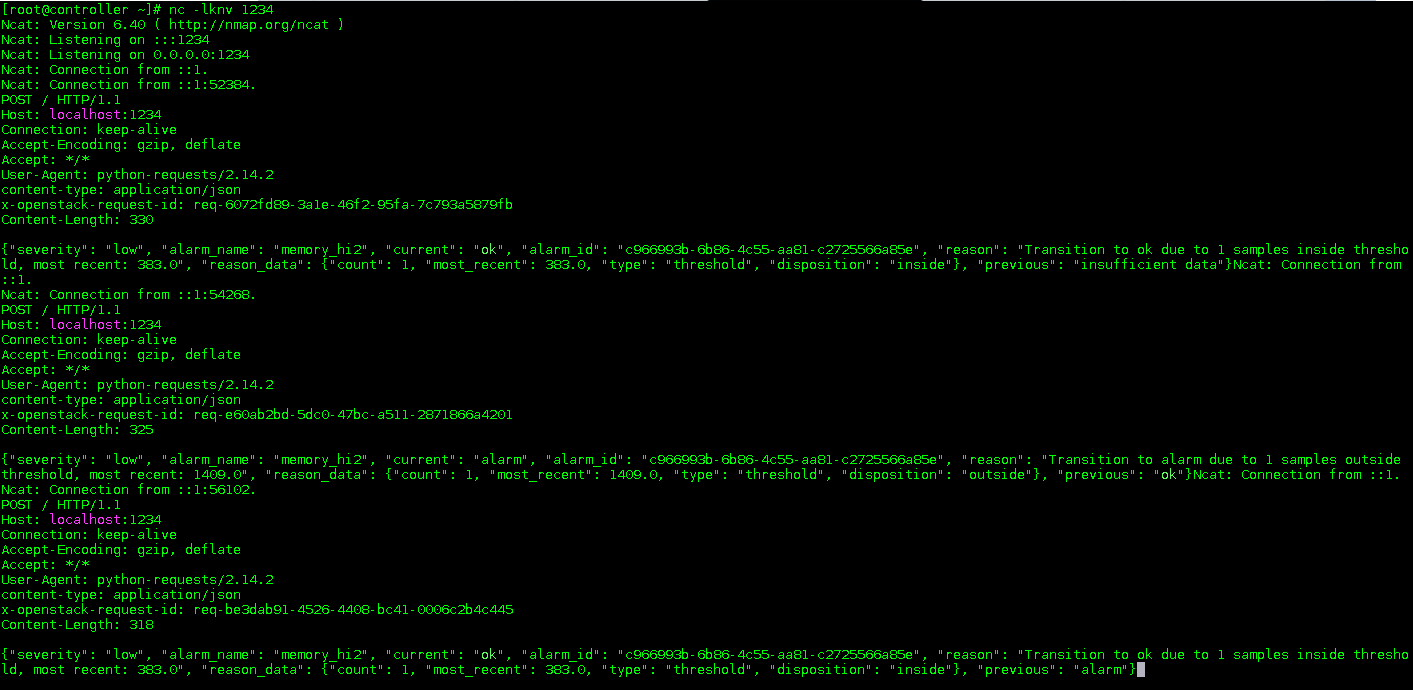 [root@controller ~]# nc -lknv 1234
Ncat: Version 6.40 ( http://nmap.org/ncat )
Ncat: Listening on :::1234
Ncat: Listening on 0.0.0.0:1234
Ncat: Connection from ::1.
Ncat: Connection from ::1:52384.
POST / HTTP/1.1
Host: localhost:1234
Connection: keep-alive
Accept-Encoding: gzip, deflate
Accept: */*
User-Agent: python-requests/2.14.2
content-type: application/json
x-openstack-request-id: req-6072fd89-3a1e-46f2-95fa-7c793a5879fb
Content-Length: 330

{"severity": "low", "alarm_name": "memory_hi2", "current": "ok", "alarm_id": "c966993b-6b86-4c55-aa81-c2725566a85e", "reason": "Transition to ok due to 1 samples inside thresho
ld, most recent: 383.0", "reason_data": {"count": 1, "most_recent": 383.0, "type": "threshold", "disposition": "inside"}, "previous": "insufficient data"}Ncat: Connection from
::1.
Ncat: Connection from ::1:54268.
POST / HTTP/1.1
Host: localhost:1234
Connection: keep-alive
Accept-Encoding: gzip, deflate
Accept: */*
User-Agent: python-requests/2.14.2
content-type: application/json
x-openstack-request-id: req-e60ab2bd-5dc0-47bc-a511-2871866a4201
Content-Length: 325

{"severity": "low", "alarm_name": "memory_hi2", "current": "alarm", "alarm_id": "c966993b-6b86-4c55-aa81-c2725566a85e", "reason": "Transition to alarm due to 1 samples outside
threshold, most recent: 1409.0", "reason_data": {"count": 1, "most_recent": 1409.0, "type": "threshold", "disposition": "outside"}, "previous": "ok"}Ncat: Connection from ::1.
Ncat: Connection from ::1:56102.
POST / HTTP/1.1
Host: localhost:1234
Connection: keep-alive
Accept-Encoding: gzip, deflate
Accept: */*
User-Agent: python-requests/2.14.2
content-type: application/json
x-openstack-request-id: req-be3dab91-4526-4408-bc41-0006c2b4c445
Content-Length: 318

{"severity": "low", "alarm_name": "memory_hi2", "current": "ok", "alarm_id": "c966993b-6b86-4c55-aa81-c2725566a85e", "reason": "Transition to ok due to 1 samples inside thresho
ld, most recent: 383.0", "reason_data": {"count": 1, "most_recent": 383.0, "type": "threshold", "disposition": "inside"}, "previous": "alarm"}